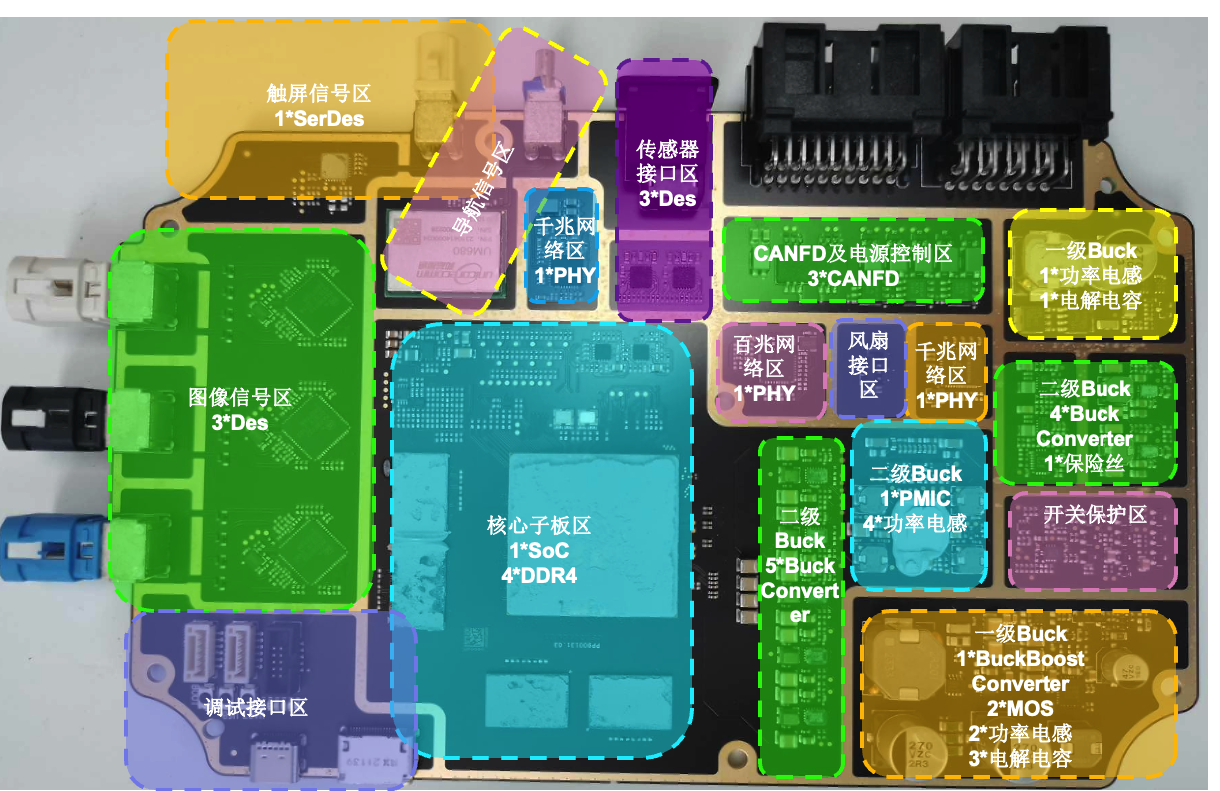 触屏信号区
1*SerDes
导航信号区
UM680
传感器
接口区
3*Des
千兆网
络区
1*PHY
CANFD及电源控制区
3*CANFD
一级Buck
1*功率电感
1*电解电容
图像信号区
3*Des
百兆网
络区
1*PHY
风扇
接口
区
千兆网
络区
1*PHY
二级Buck
4*Buck
Converter
1*保险丝
核心子板区
1*SoC
4*DDR4
二级
Buck
5*Buck
Convert
er
二级Buck
1*PMIC
4*功率电感
开关保护区
调试接口区
一级Buck
1*BuckBoost
Converter
2*MOS
2*功率电感
3*电解电容
47
VZC
270
VZC
2R3